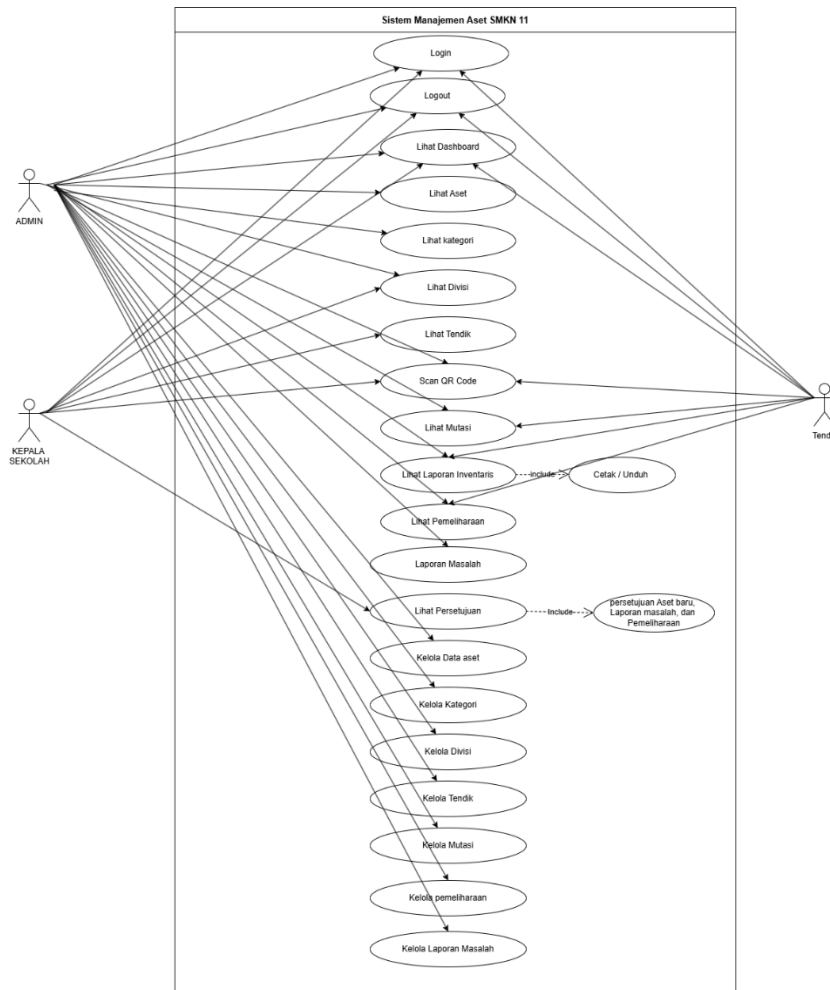 Sistem Manajemen Aset SMKN 11
Login
Logout
Lihat Dashboard
Lihat Aset
ADMIN
Lihat kategori
Lihat Divisi
Lihat Tendik
Scan QR Code
KEPALA
SEKOLAH
Lihat Mutasi
Tend
Lihat Laporan Inventaris
include
Cetak / Unduh
Lihat Pemeliharaan
Laporan Masalah
Lihat Persetujuan
Include
persetujuan Aset baru,
Laporan masalah, dan
Pemeliharaan
Kelola Data aset
Kelola Kategori
Kelola Divisi
Kelola Tendik
Kelola Mutasi
Kelola pemeliharaan
Kelola Laporan Masalah